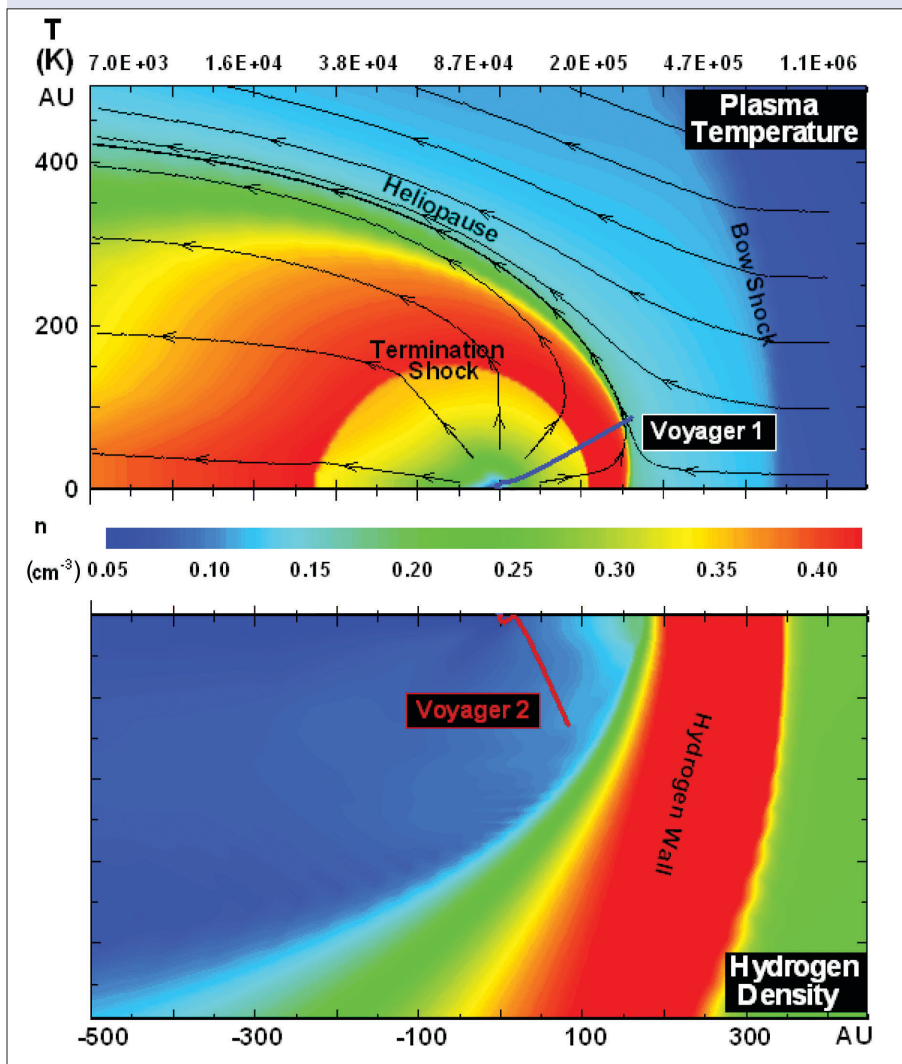 T
(K) 7.0E+03 1.6E+04 3.8E+04 8.7E+04 2.0E+05 4.7E+05 1.1E+06
AU
Plasma
Temperature
400
Heliopause
Bow Shock
200
Termination
Shock
Voyager 1
0
n
(cm⁻³) 0.05 0.10 0.15 0.20 0.25 0.30 0.35 0.40
Voyager 2
Hydrogen Wall
Hydrogen
Density
-500 -300 -100 100 300 AU